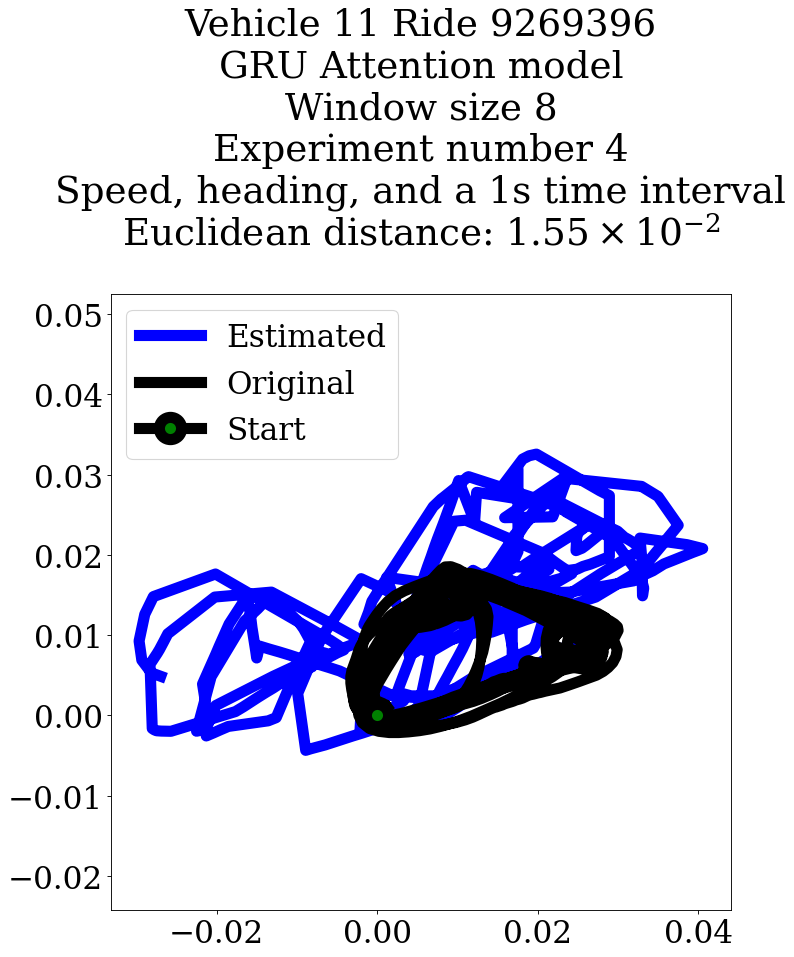 Vehicle 11 Ride 9269396
GRU Attention model
Window size 8
Experiment number 4
Speed, heading, and a 1s time interval
Euclidean distance: 1.55 × 10⁻²
0.05
Estimated
0.04
Original
Start
0.03
0.02
0.01
0.00
−0.01
−0.02
−0.02 0.00 0.02 0.04